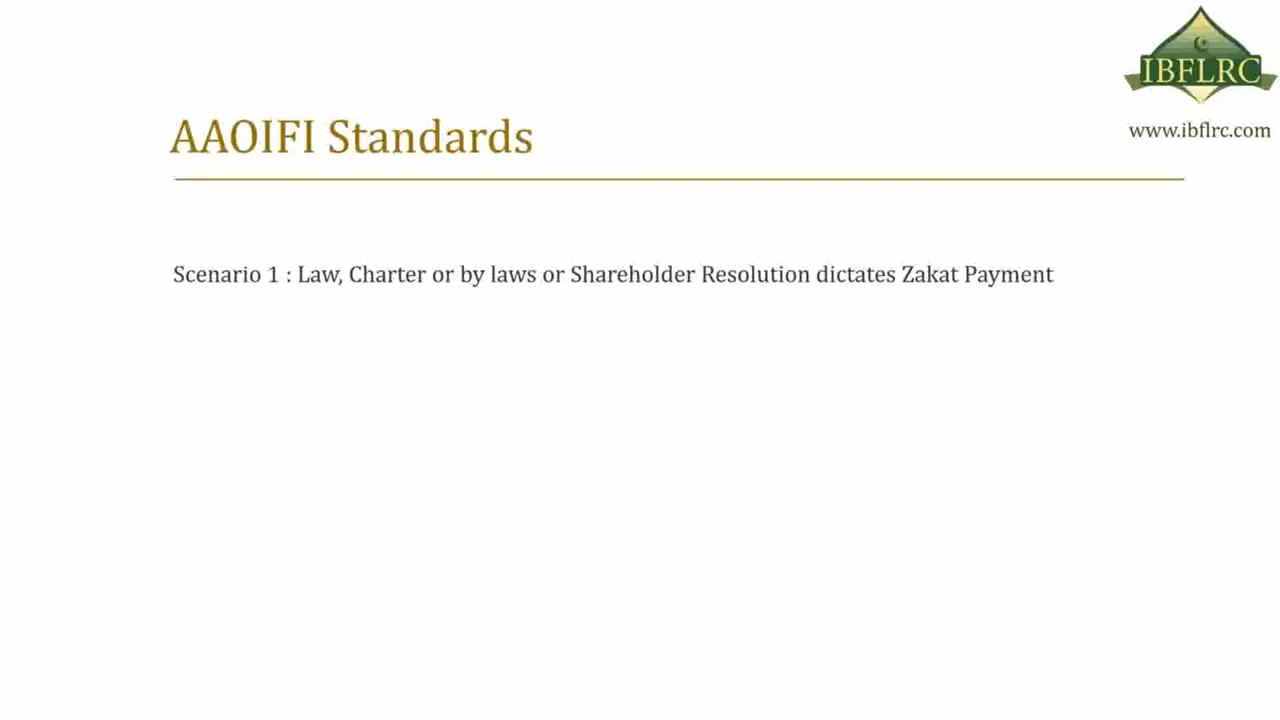 IBFLRC
www.ibflrc.com
AAOIFI Standards
Scenario 1 : Law, Charter or by laws or Shareholder Resolution dictates Zakat Payment